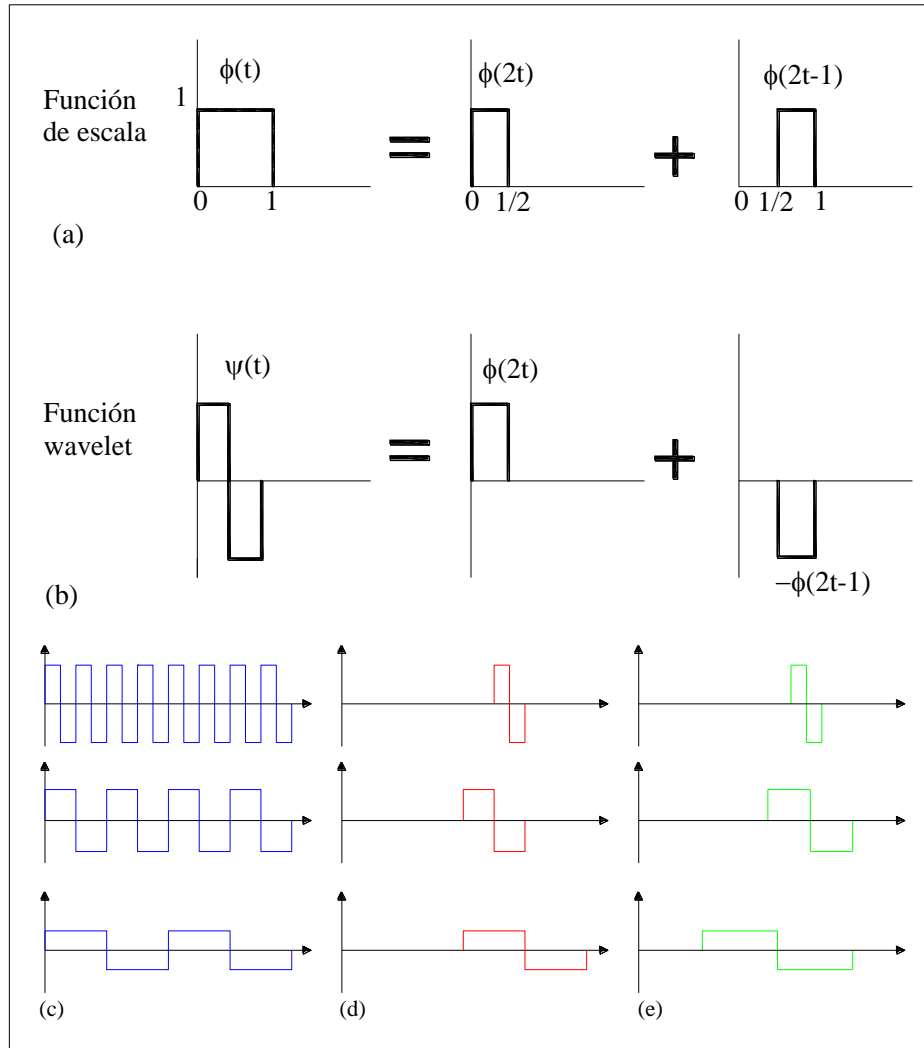 ϕ(t)
ϕ(2t)
ϕ(2t-1)
Función
de escala
1
0
1
0
1/2
0
1/2
1
(a)
ψ(t)
ϕ(2t)
Función
wavelet
−ϕ(2t-1)
(b)
(c)
(d)
(e)